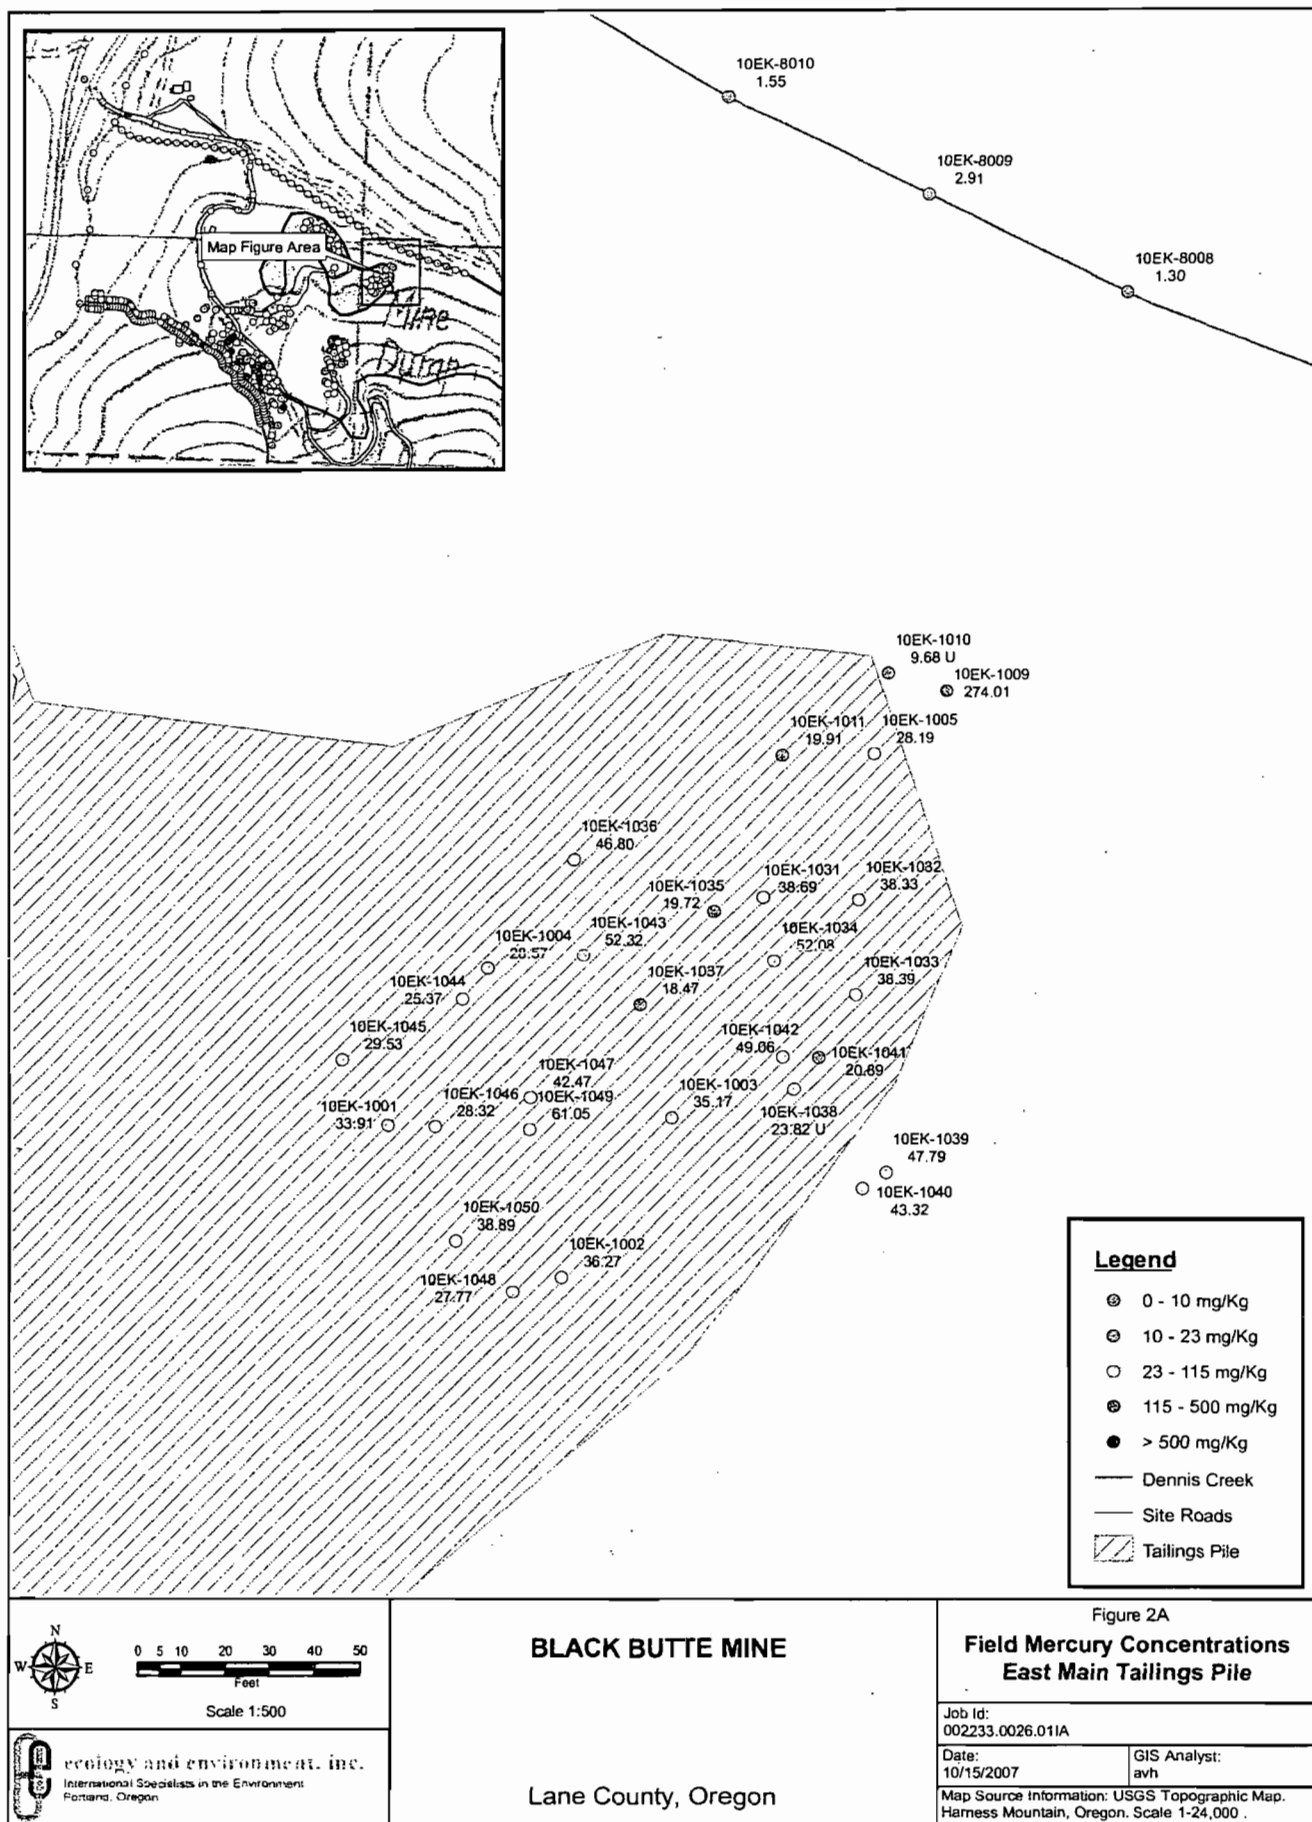 Map Figure Area
Mine
Dump
10EK-8010
1.55
10EK-8009
2.91
10EK-8008
1.30
10EK-1010
9.68 U
10EK-1009
274.01
10EK-1011
19.91
10EK-1005
28.19
10EK-1036
46.80
10EK-1031
38.69
10EK-1032
38.33
10EK-1035
19.72
10EK-1043
52.32
10EK-1034
52.08
10EK-1004
28.57
10EK-1033
38.39
10EK-1044
25.37
10EK-1037
18.47
10EK-1045
29.53
10EK-1042
49.06
10EK-1041
20.89
10EK-1047
42.47
10EK-1003
35.17
10EK-1046
28.32
10EK-1049
61.05
10EK-1001
33.91
10EK-1038
23.82 U
10EK-1039
47.79
10EK-1040
43.32
10EK-1050
38.89
10EK-1002
36.27
10EK-1048
27.77
Legend
0 - 10 mg/Kg
10 - 23 mg/Kg
23 - 115 mg/Kg
115 - 500 mg/Kg
> 500 mg/Kg
Dennis Creek
Site Roads
Tailings Pile
N
W E
S
0 5 10 20 30 40 50
Feet
Scale 1:500
ecology and environment, inc.
International Specialists in the Environment
Portland, Oregon
BLACK BUTTE MINE
Lane County, Oregon
Figure 2A
Field Mercury Concentrations
East Main Tailings Pile
Job Id:
002233.0026.01IA
Date:
10/15/2007
GIS Analyst:
avh
Map Source Information: USGS Topographic Map.
Harness Mountain, Oregon. Scale 1-24,000 .